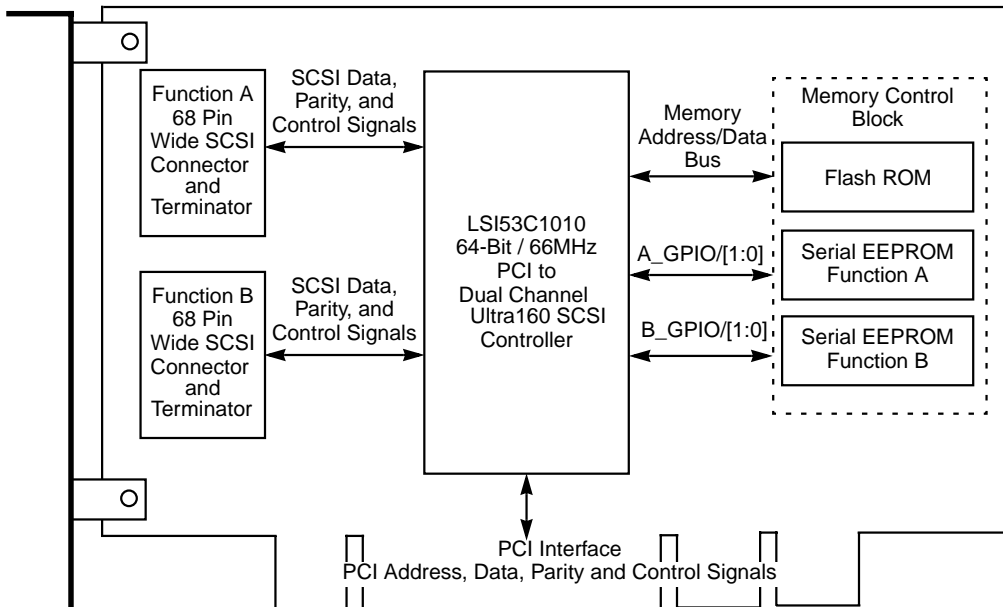 Function A
68 Pin
Wide SCSI
Connector
and
Terminator
SCSI Data,
Parity, and
Control Signals
Function B
68 Pin
Wide SCSI
Connector
and
Terminator
SCSI Data,
Parity, and
Control Signals
LSI53C1010
64-Bit / 66MHz
PCI to
Dual Channel
Ultra160 SCSI
Controller
Memory
Address/Data
Bus
A_GPIO/[1:0]
B_GPIO/[1:0]
Memory Control
Block
Flash ROM
Serial EEPROM
Function A
Serial EEPROM
Function B
PCI Interface
PCI Address, Data, Parity and Control Signals